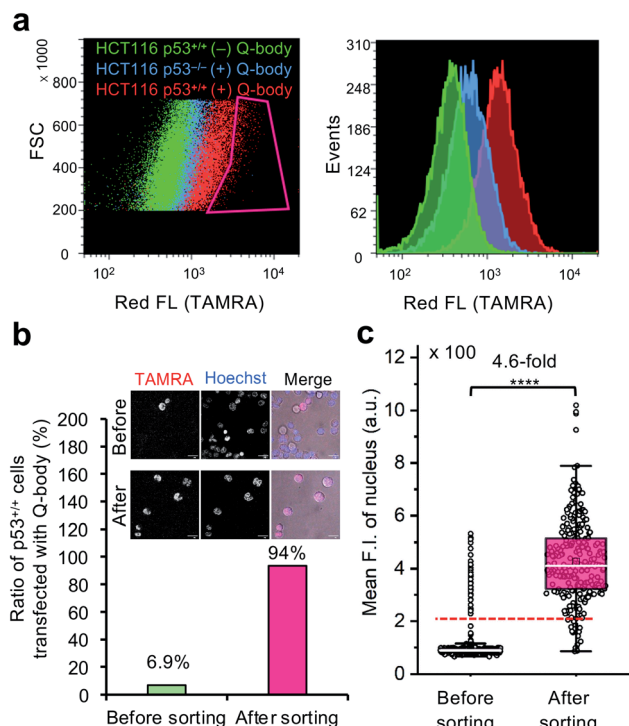 a
HCT116 p53+/+ (–) Q-body
HCT116 p53−/− (+) Q-body
HCT116 p53+/+ (+) Q-body
x 1000
800
600
400
200
0
FSC
10²
10³
10⁴
Red FL (TAMRA)
310
248
186
124
62
0
Events
10²
10³
10⁴
Red FL (TAMRA)
b
TAMRA
Hoechst
Merge
Before
After
200
180
160
140
120
100
80
60
40
20
0
Ratio of p53+/+ cells
transfected with Q-body (%)
6.9%
94%
Before sorting
After sorting
c
x 100
4.6-fold
****
12
10
8
6
4
2
0
Mean F.I. of nucleus (a.u.)
Before
sorting
After
sorting